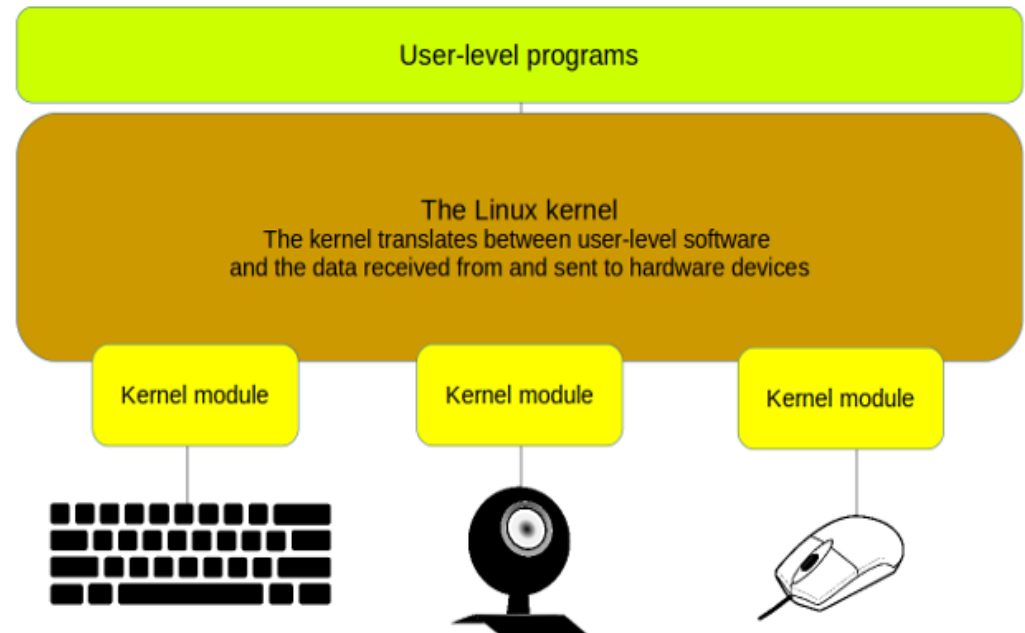 User-level programs
The Linux kernel
The kernel translates between user-level software
and the data received from and sent to hardware devices
Kernel module
Kernel module
Kernel module